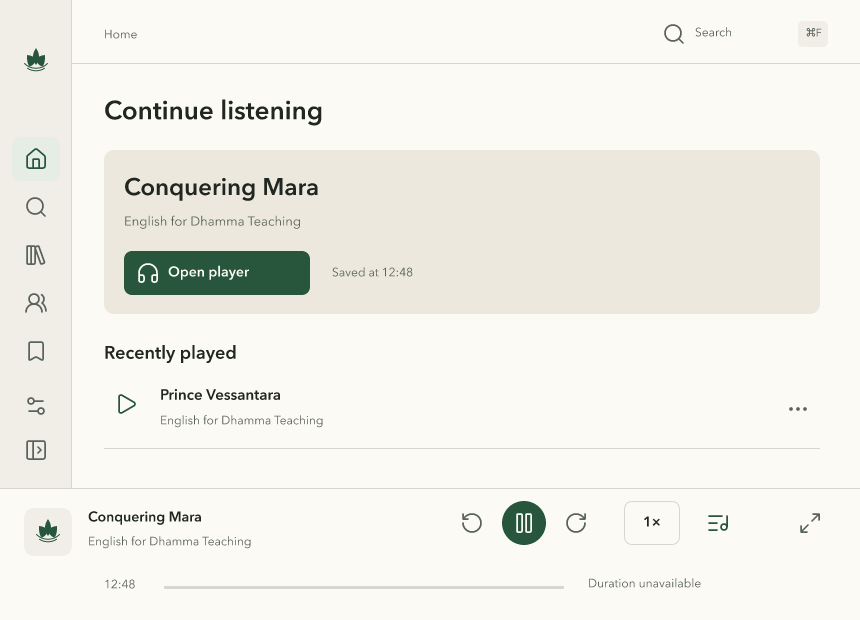 Home
Search
⌘F
Continue listening
Conquering Mara
English for Dhamma Teaching
Open player
Saved at 12:48
Recently played
Prince Vessantara
English for Dhamma Teaching
Conquering Mara
English for Dhamma Teaching
1×
12:48
Duration unavailable